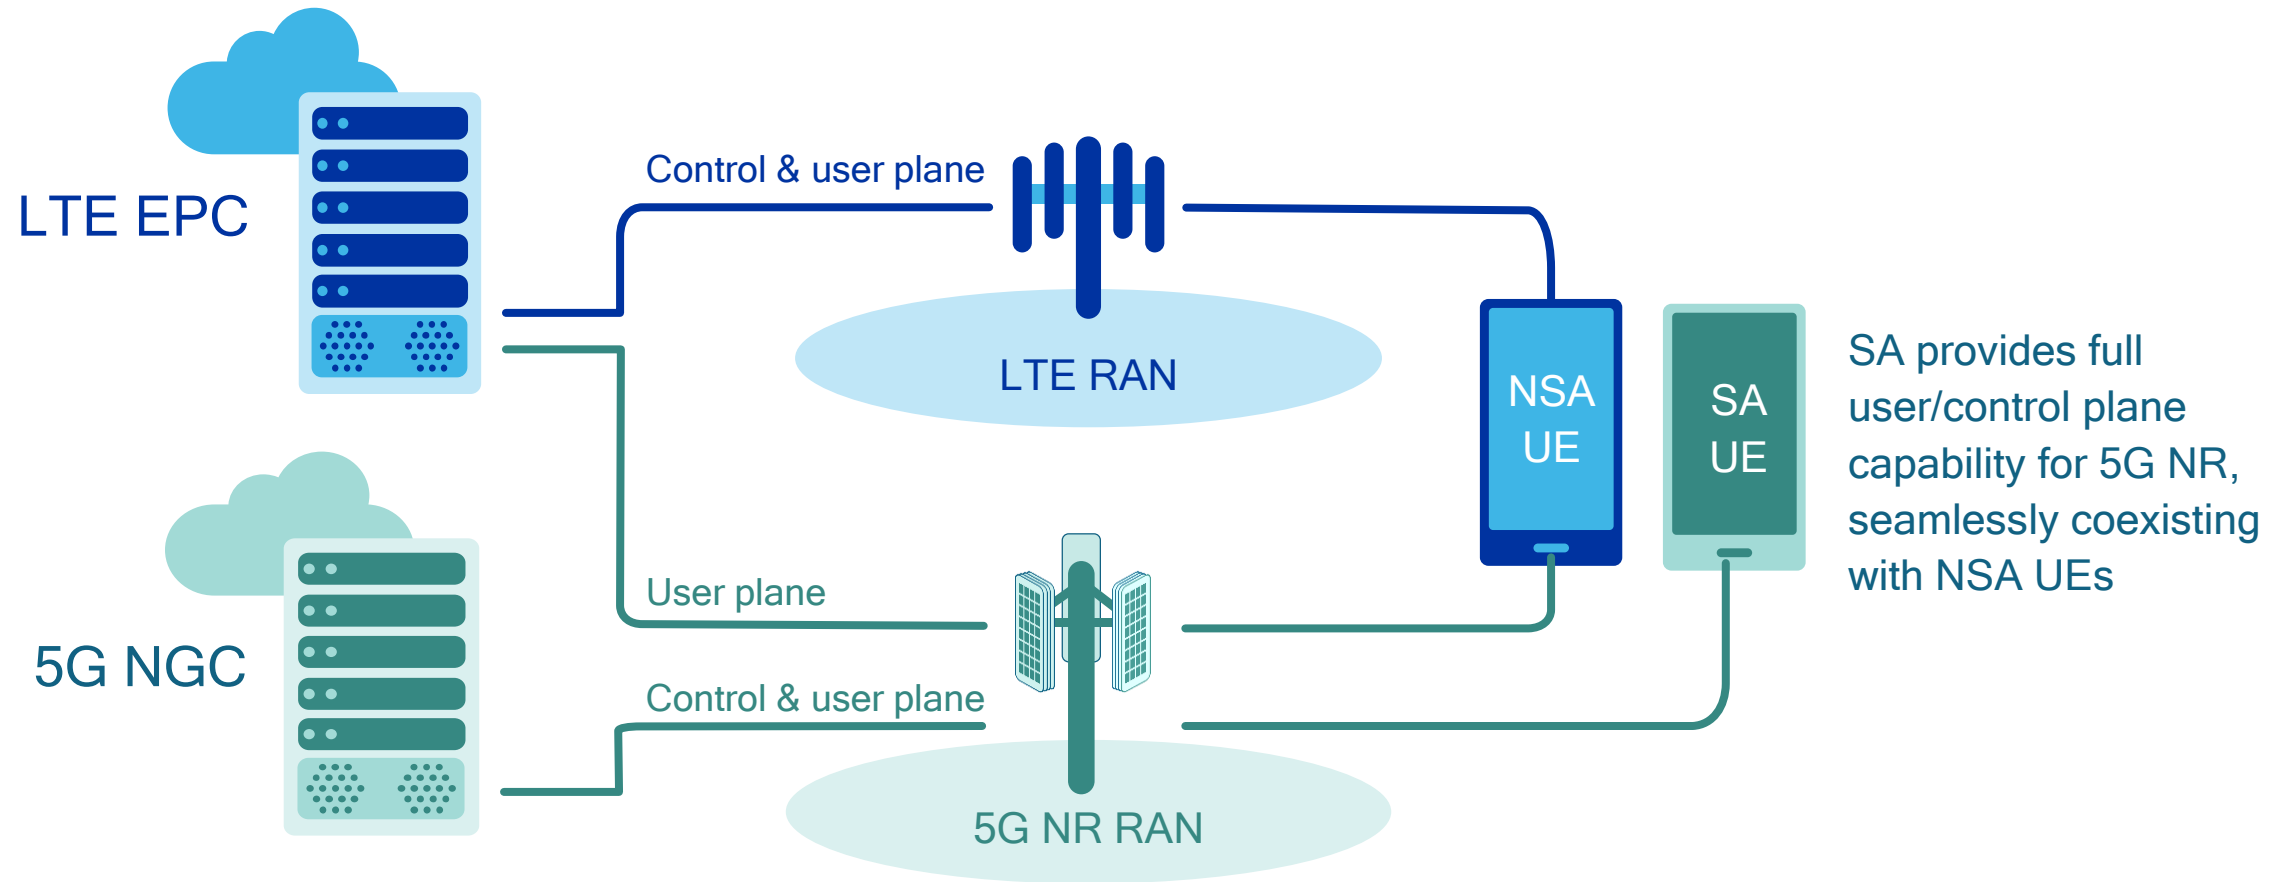 LTE EPC
Control & user plane
LTE RAN
NSA
UE
SA
UE
SA provides full
user/control plane
capability for 5G NR,
seamlessly coexisting
with NSA UEs
5G NGC
User plane
Control & user plane
5G NR RAN